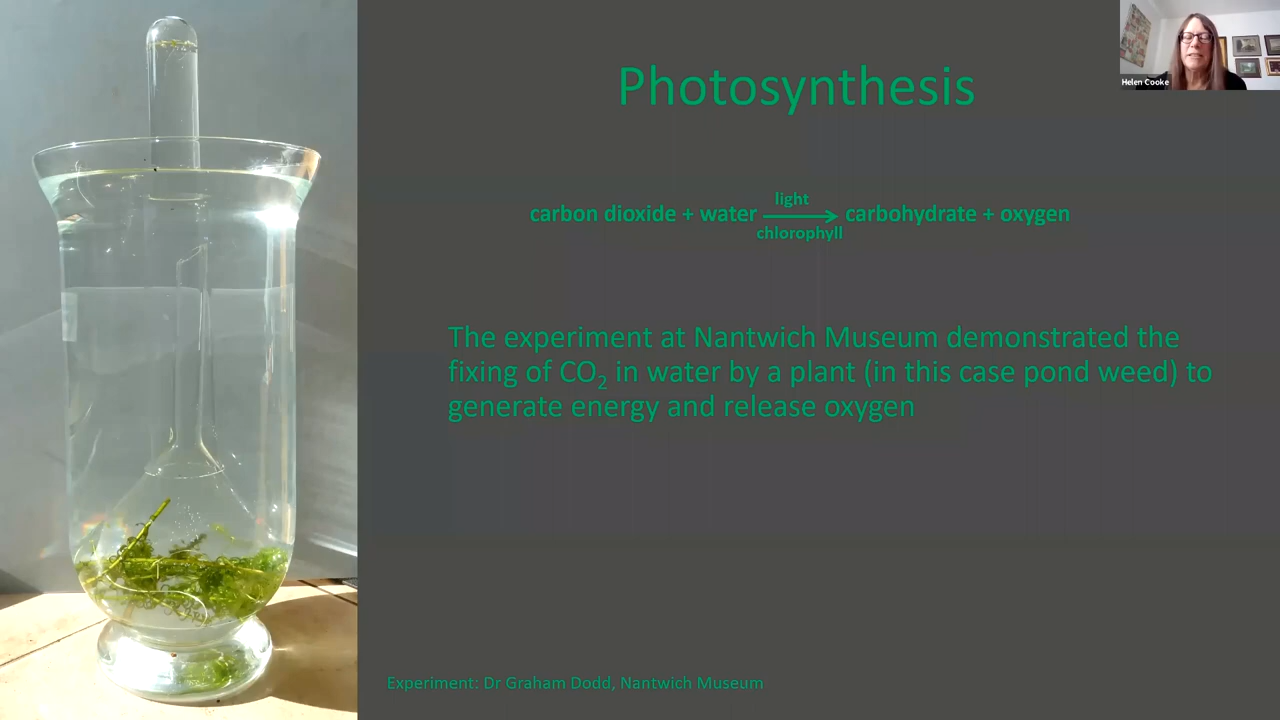 Helen Cooke
Photosynthesis
light
carbon dioxide + water → carbohydrate + oxygen
chlorophyll
The experiment at Nantwich Museum demonstrated the
fixing of CO₂ in water by a plant (in this case pond weed) to
generate energy and release oxygen
Experiment: Dr Graham Dodd, Nantwich Museum